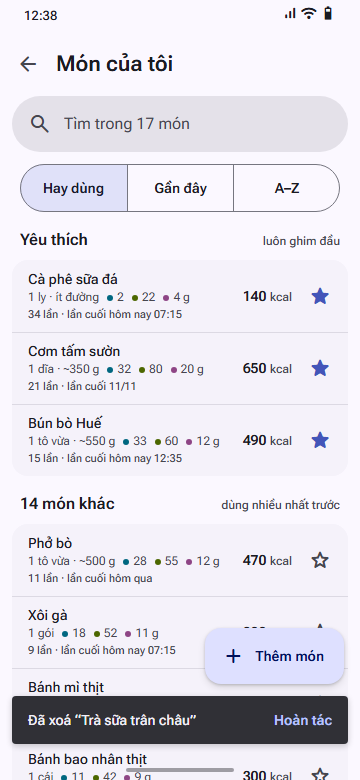 12:38
Món của tôi
Tìm trong 17 món
Hay dùng Gần đây A–Z
Yêu thích luôn ghim đầu
Cà phê sữa đá
1 ly · ít đường 2 22 4 g 140 kcal
34 lần · lần cuối hôm nay 07:15
Cơm tấm sườn
1 dĩa · ~350 g 32 80 20 g 650 kcal
21 lần · lần cuối 11/11
Bún bò Huế
1 tô vừa · ~550 g 33 60 12 g 490 kcal
15 lần · lần cuối hôm nay 12:35
14 món khác dùng nhiều nhất trước
Phở bò
1 tô vừa · ~500 g 28 55 12 g 470 kcal
11 lần · lần cuối hôm qua
Xôi gà
1 gói 18 52 11 g
9 lần · lần cuối hôm nay 07:15
Thêm món
Bánh mì thịt
Đã xoá “Trà sữa trân châu” Hoàn tác
Bánh bao nhân thịt
1 cái 11 42 9 g 300 kcal